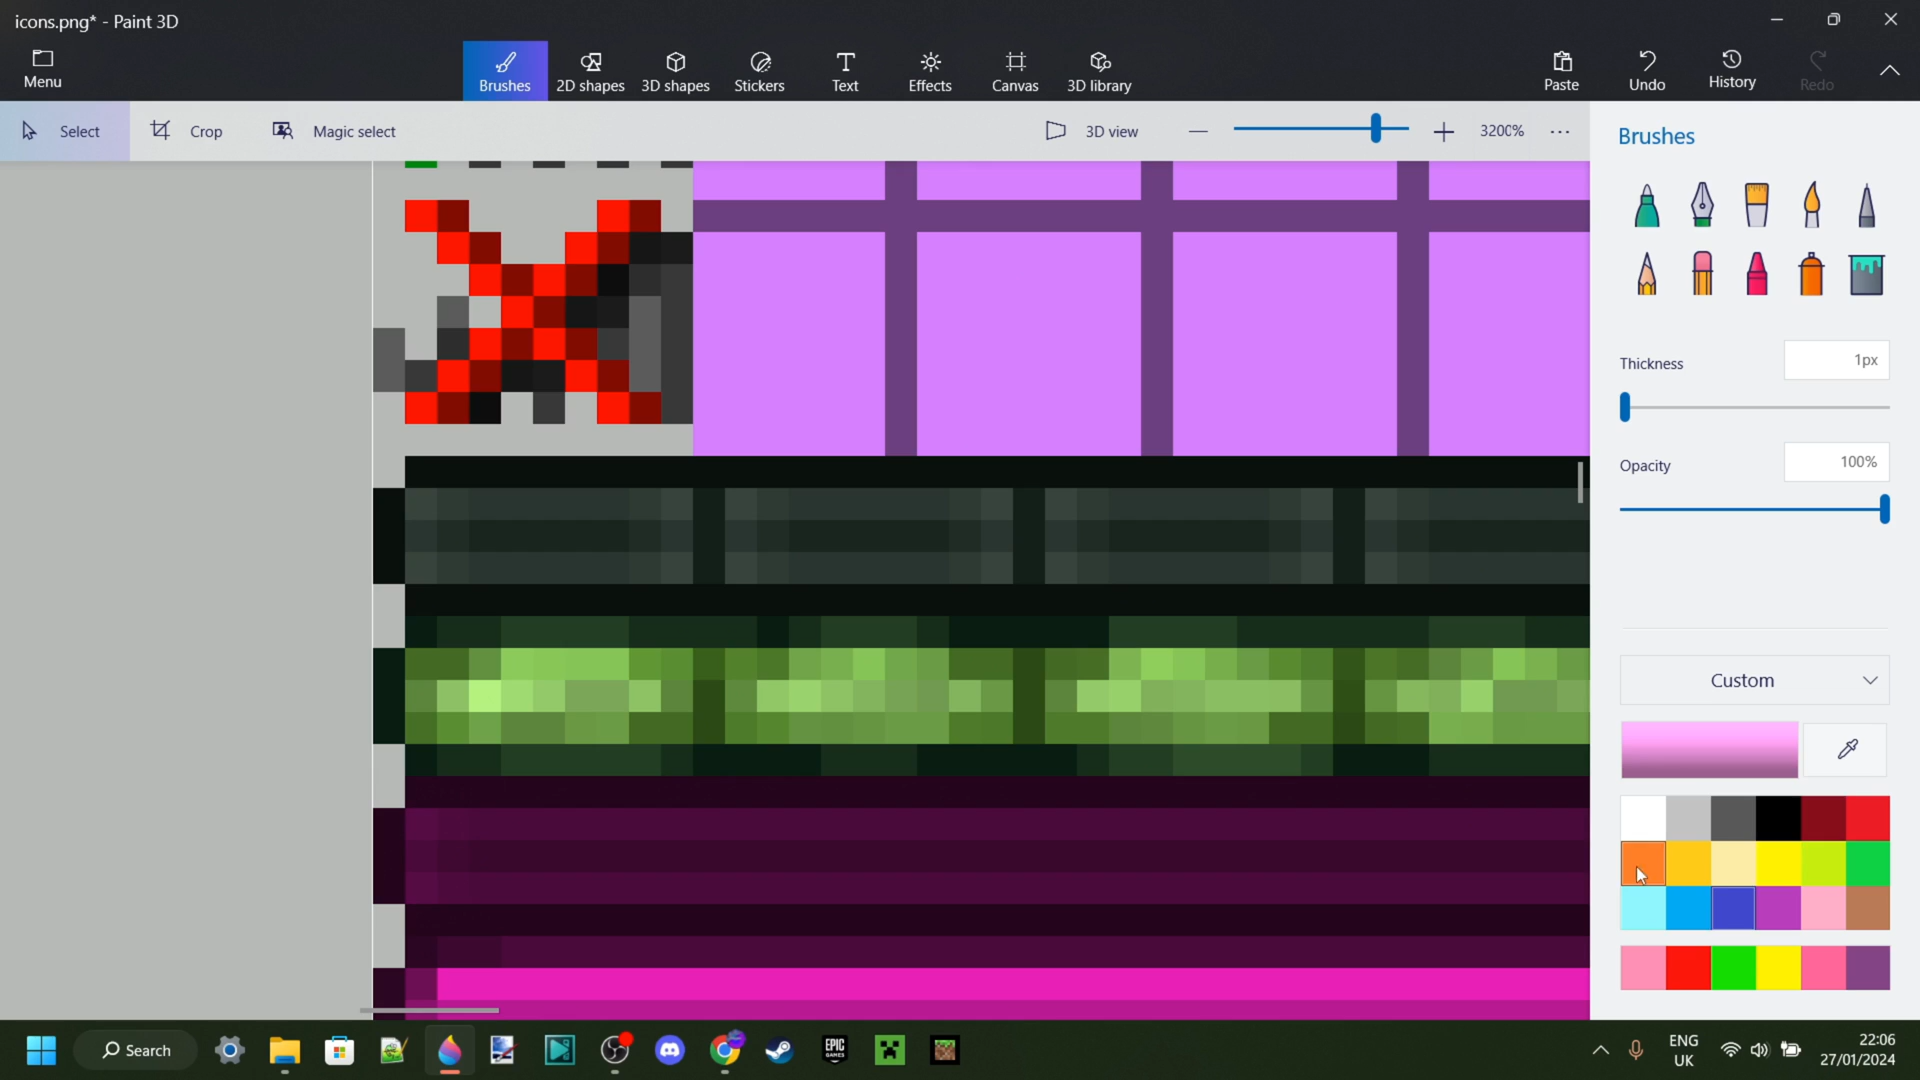 icons.png* - Paint 3D
Menu
Brushes
2D shapes
3D shapes
Stickers
Text
Effects
Canvas
3D library
Paste
Undo
History
Redo
Select
Crop
Magic select
3D view
3200%
Brushes
Thickness
1px
Opacity
100%
Custom
Search
EPIC GAMES
ENG
UK
22:06
27/01/2024